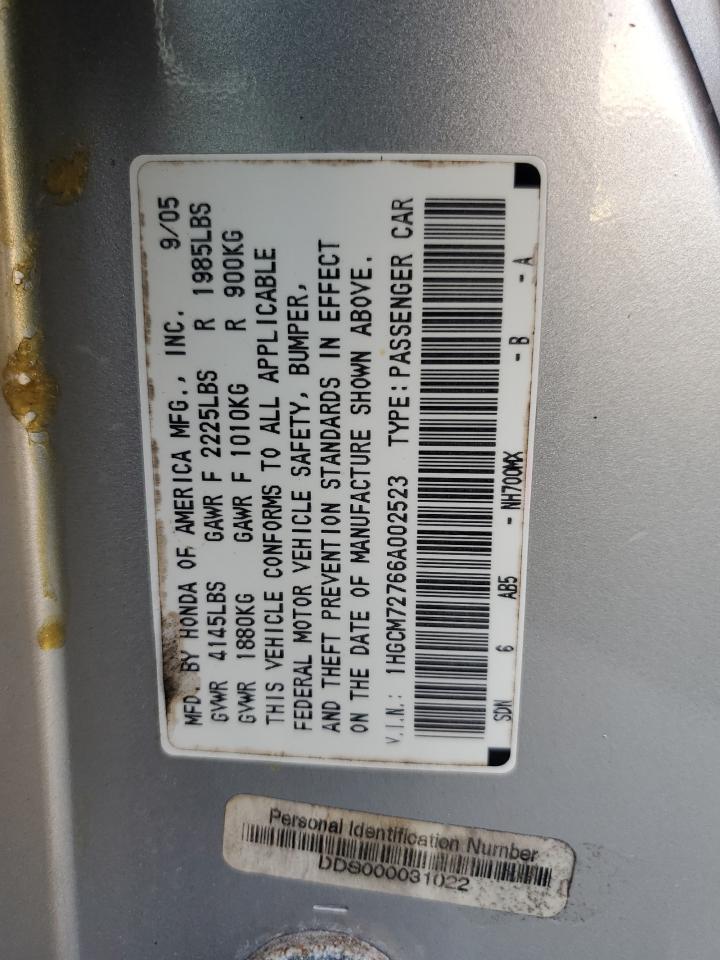 MFD. BY HONDA OF AMERICA MFG., INC. 9/05
GVWR 4145LBS GAWR F 2225LBS R 1985LBS
GVWR 1880KG GAWR F 1010KG R 900KG
THIS VEHICLE CONFORMS TO ALL APPLICABLE
FEDERAL MOTOR VEHICLE SAFETY, BUMPER,
AND THEFT PREVENTION STANDARDS IN EFFECT
ON THE DATE OF MANUFACTURE SHOWN ABOVE.
V.I.N.: 1HGCM72766A002523 TYPE: PASSENGER CAR
SDN 6 AB5 - NH700MX - B - A
Personal Identification Number
DDS000031022